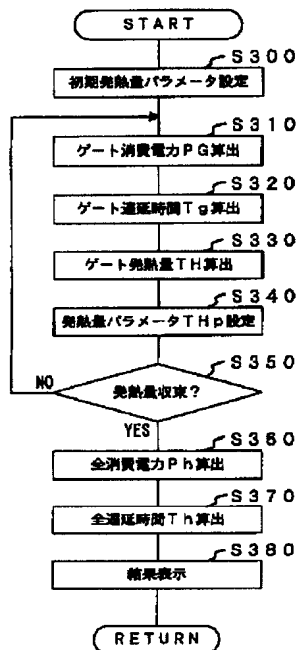 START
S300
初期発熱量パラメータ設定
S310
ゲート消費電力PG算出
S320
ゲート遅延時間Tg算出
S330
ゲート発熱量TH算出
S340
発熱量パラメータTHp設定
S350
発熱量収束?
NO
YES
S360
全消費電力Ph算出
S370
全遅延時間Th算出
S380
結果表示
RETURN